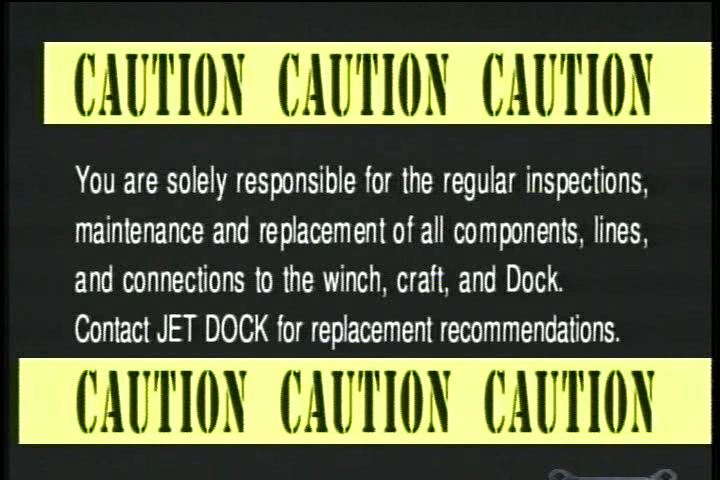 CAUTION CAUTION CAUTION
You are solely responsible for the regular inspections,
maintenance and replacement of all components, lines,
and connections to the winch, craft, and Dock.
Contact JET DOCK for replacement recommendations.
CAUTION CAUTION CAUTION